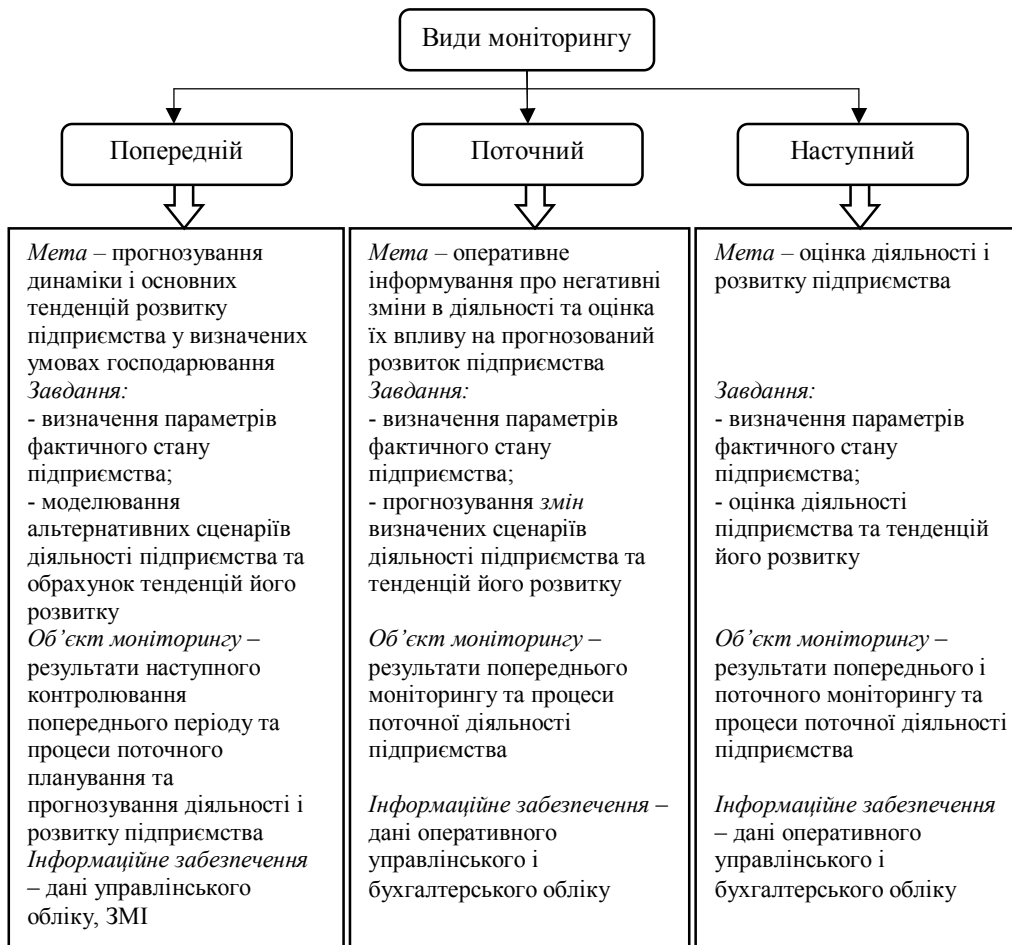 Види моніторингу
Попередній
Поточний
Наступний
Мета – прогнозування
динаміки і основних
тенденцій розвитку
підприємства у визначених
умовах господарювання
Завдання:
- визначення параметрів
фактичного стану
підприємства;
- моделювання
альтернативних сценаріїв
діяльності підприємства та
обрахунок тенденцій його
розвитку
Об’єкт моніторингу –
результати наступного
контролювання
попереднього періоду та
процеси поточного
планування та
прогнозування діяльності і
розвитку підприємства
Інформаційне забезпечення
– дані управлінського
обліку, ЗМІ
Мета – оперативне
інформування про негативні
зміни в діяльності та оцінка
їх впливу на прогнозований
розвиток підприємства
Завдання:
- визначення параметрів
фактичного стану
підприємства;
- прогнозування змін
визначених сценаріїв
діяльності підприємства та
тенденцій його розвитку
Об’єкт моніторингу –
результати попереднього
моніторингу та процеси
поточної діяльності
підприємства
Інформаційне забезпечення –
дані оперативного
управлінського і
бухгалтерського обліку
Мета – оцінка діяльності і
розвитку підприємства
Завдання:
- визначення параметрів
фактичного стану
підприємства;
- оцінка діяльності
підприємства та тенденцій
його розвитку
Об’єкт моніторингу –
результати попереднього і
поточного моніторингу та
процеси поточної діяльності
підприємства
Інформаційне забезпечення
– дані оперативного
управлінського і
бухгалтерського обліку